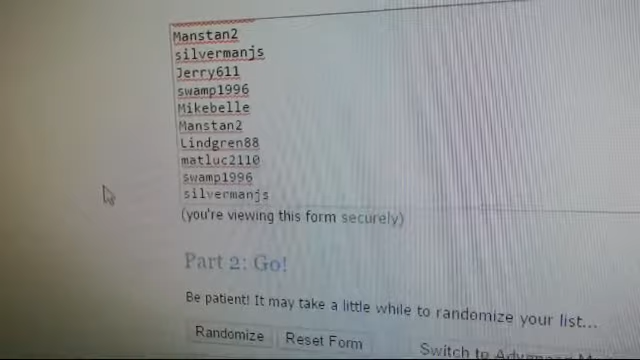 Manstan2
silvermanjs
Jerry611
swamp1996
Mikebelle
Manstan2
Lindgren88
matluc2110
swamp1996
silvermanjs
(you're viewing this form securely)
Part 2: Go!
Be patient! It may take a little while to randomize your list...
Randomize Reset Form Switch to Advanced